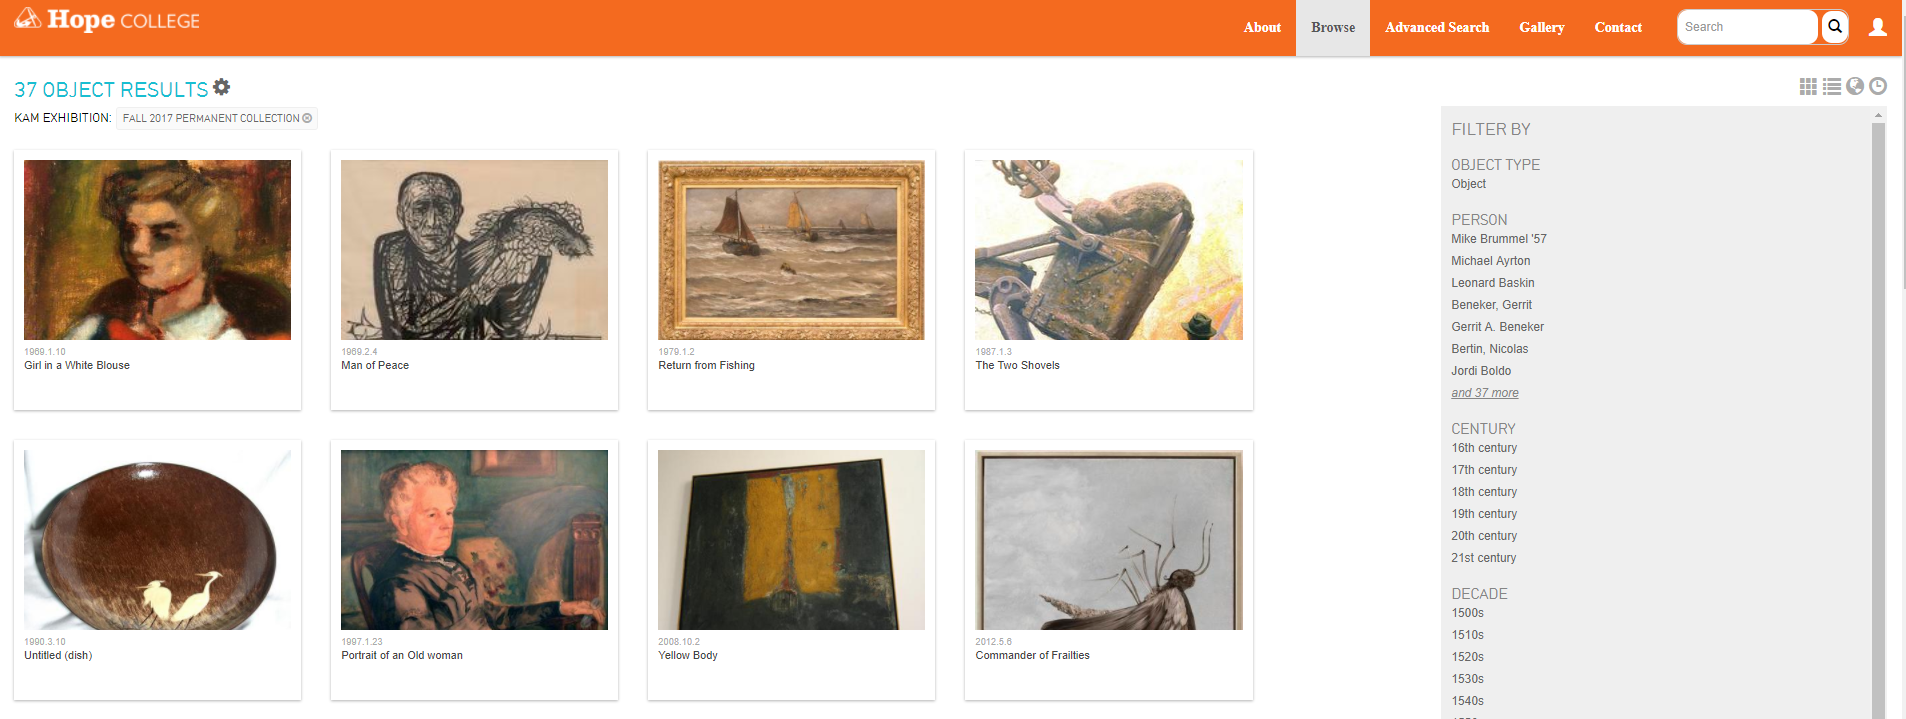 Hope COLLEGE
About Browse Advanced Search Gallery Contact Search
37 OBJECT RESULTS
KAM EXHIBITION: FALL 2017 PERMANENT COLLECTION
1969.1.10
Girl in a White Blouse
1969.2.4
Man of Peace
1979.1.2
Return from Fishing
1987.1.3
The Two Shovels
1990.3.10
Untitled (dish)
1997.1.23
Portrait of an Old woman
2008.10.2
Yellow Body
2012.5.6
Commander of Frailties
FILTER BY
OBJECT TYPE
Object
PERSON
Mike Brummel '57
Michael Ayrton
Leonard Baskin
Beneker, Gerrit
Gerrit A. Beneker
Bertin, Nicolas
Jordi Boldo
and 37 more
CENTURY
16th century
17th century
18th century
19th century
20th century
21st century
DECADE
1500s
1510s
1520s
1530s
1540s